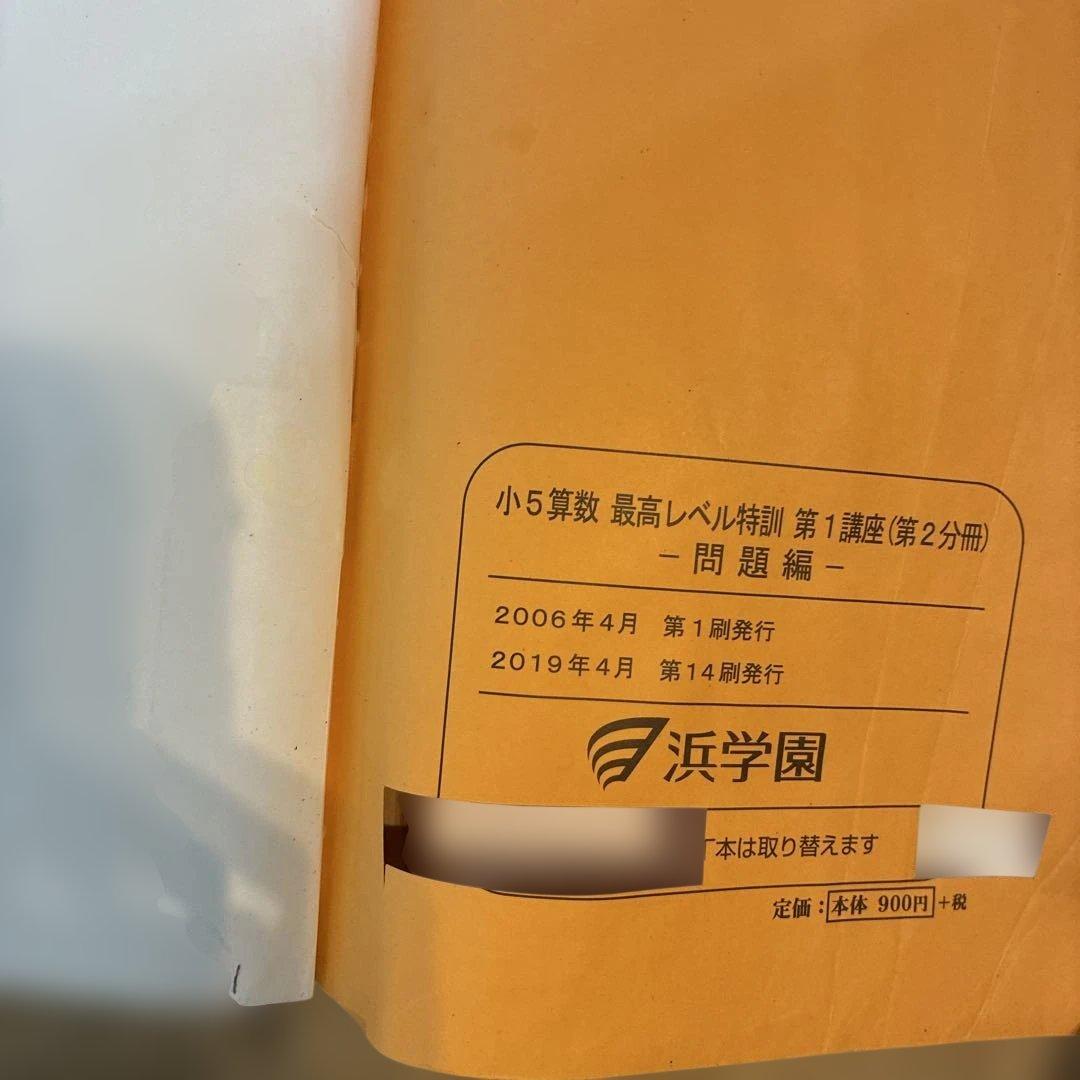 小5算数 最高レベル特訓 第1講座(第2分冊)
－問題編－
2006年4月 第1刷発行
2019年4月 第14刷発行
浜学園
本は取り替えます
定価:本体 900円+税